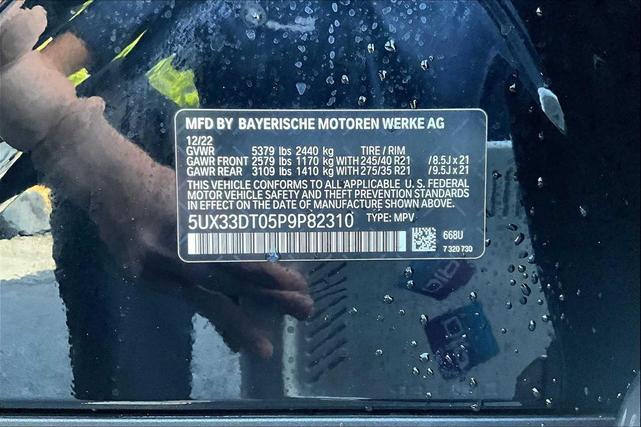 MFD BY BAYERISCHE MOTOREN WERKE AG
12/22
GVWR 5379 lbs 2440 kg TIRE / RIM
GAWR FRONT 2579 lbs 1170 kg WITH 245/40 R21 /8.5J x 21
GAWR REAR 3109 lbs 1410 kg WITH 275/35 R21 /9.5J x 21
THIS VEHICLE CONFORMS TO ALL APPLICABLE U. S. FEDERAL
MOTOR VEHICLE SAFETY AND THEFT PREVENTION STANDARDS
IN EFFECT ON THE DATE OF MANUFACTURE SHOWN ABOVE.
5UX33DT05P9P82310 TYPE: MPV
668U
7 320 730